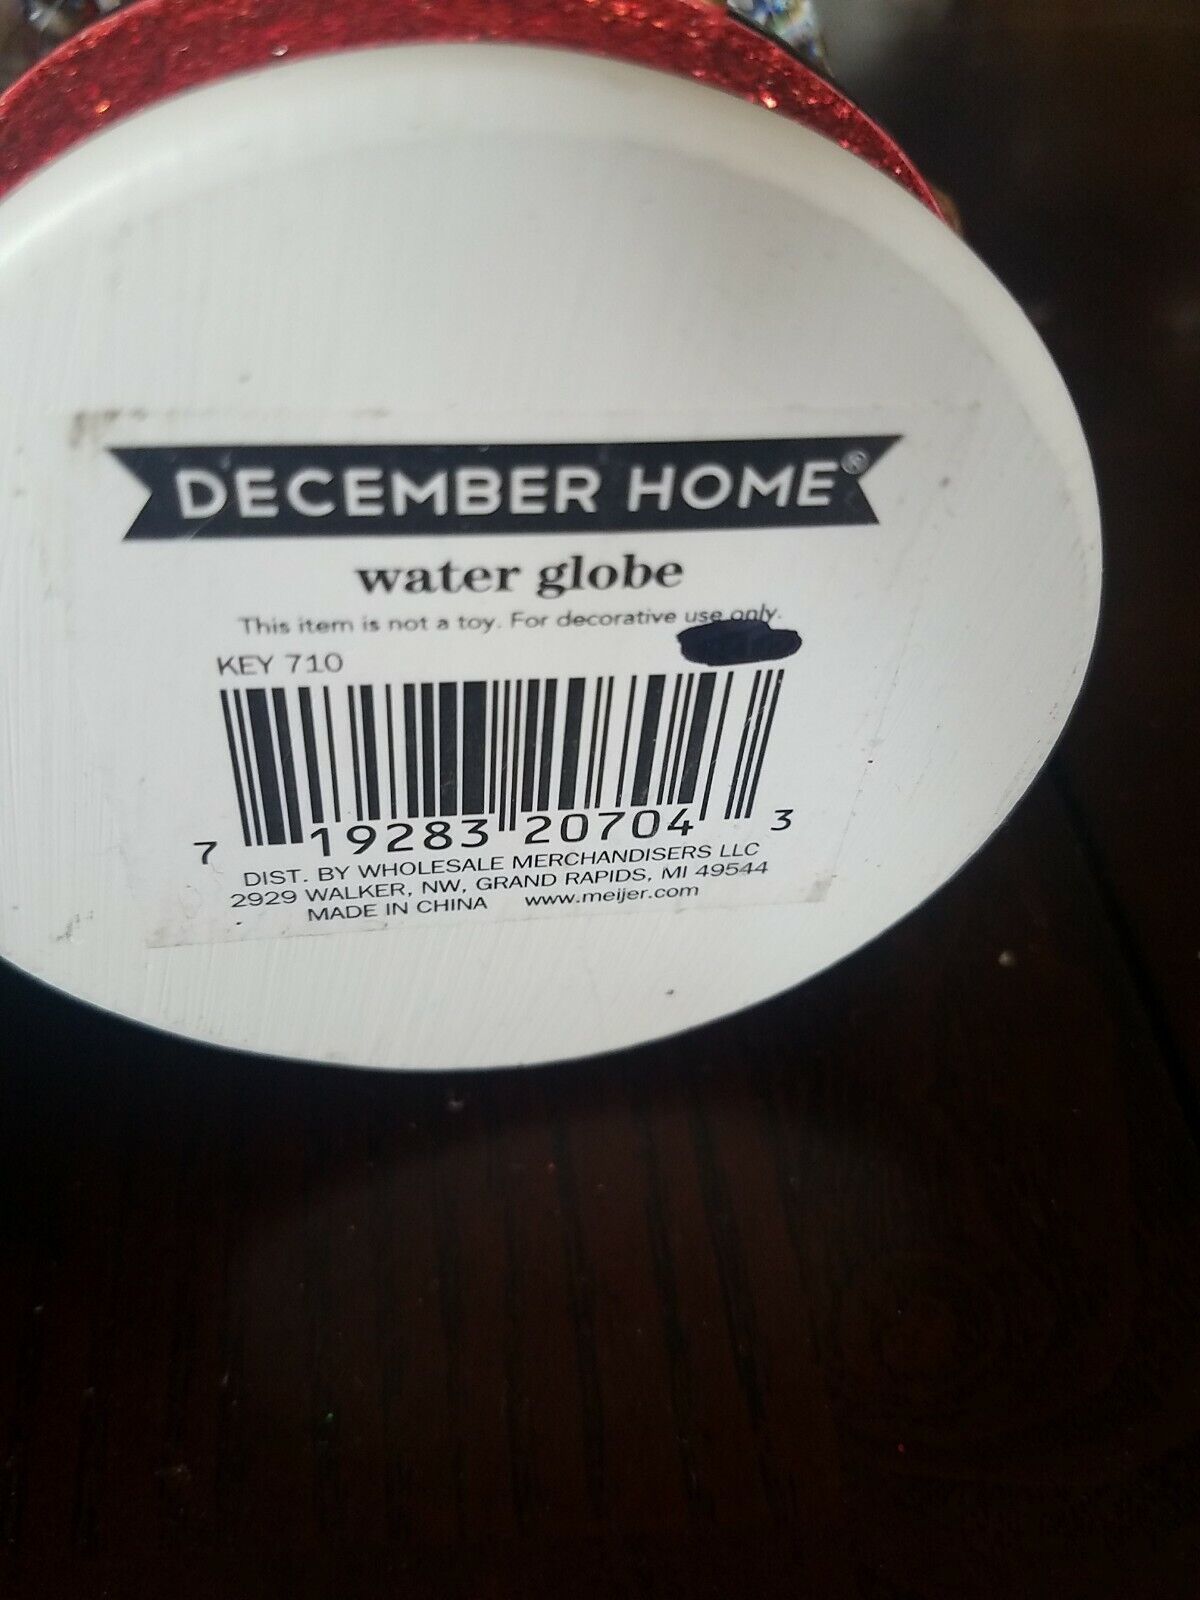 DECEMBER HOME®
water globe
This item is not a toy. For decorative use only.
KEY 710
7 19283 20704 3
DIST. BY WHOLESALE MERCHANDISERS LLC
2929 WALKER, NW, GRAND RAPIDS, MI 49544
MADE IN CHINA www.meijer.com